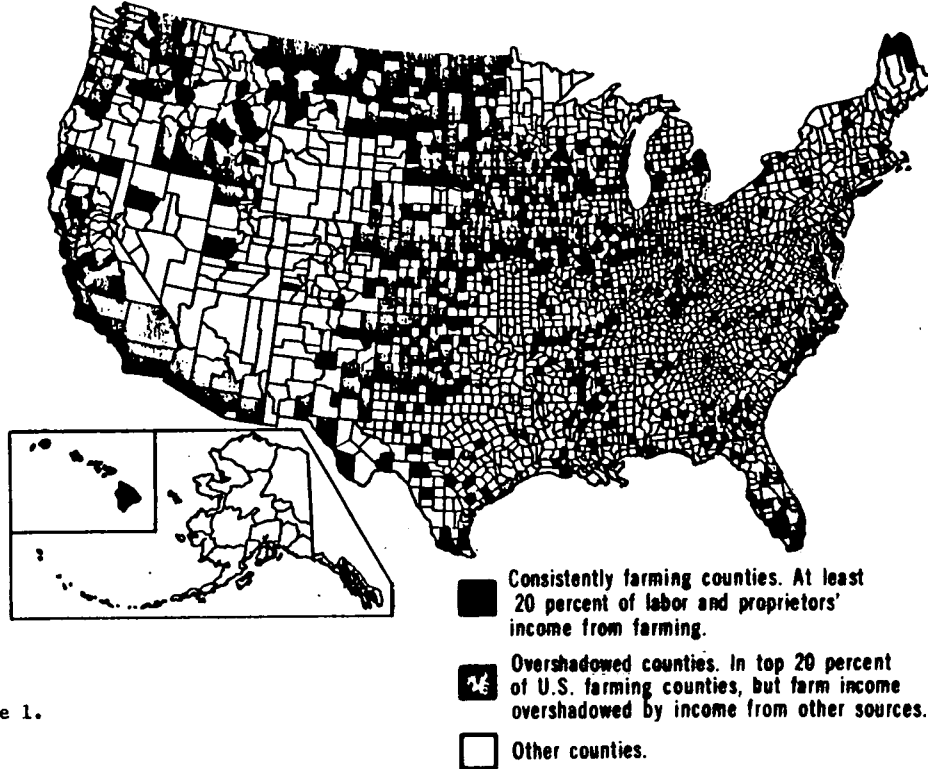 Consistently farming counties. At least
20 percent of labor and proprietors'
income from farming.
Overshadowed counties. In top 20 percent
of U.S. farming counties, but farm income
overshadowed by income from other sources.
e 1.
Other counties.